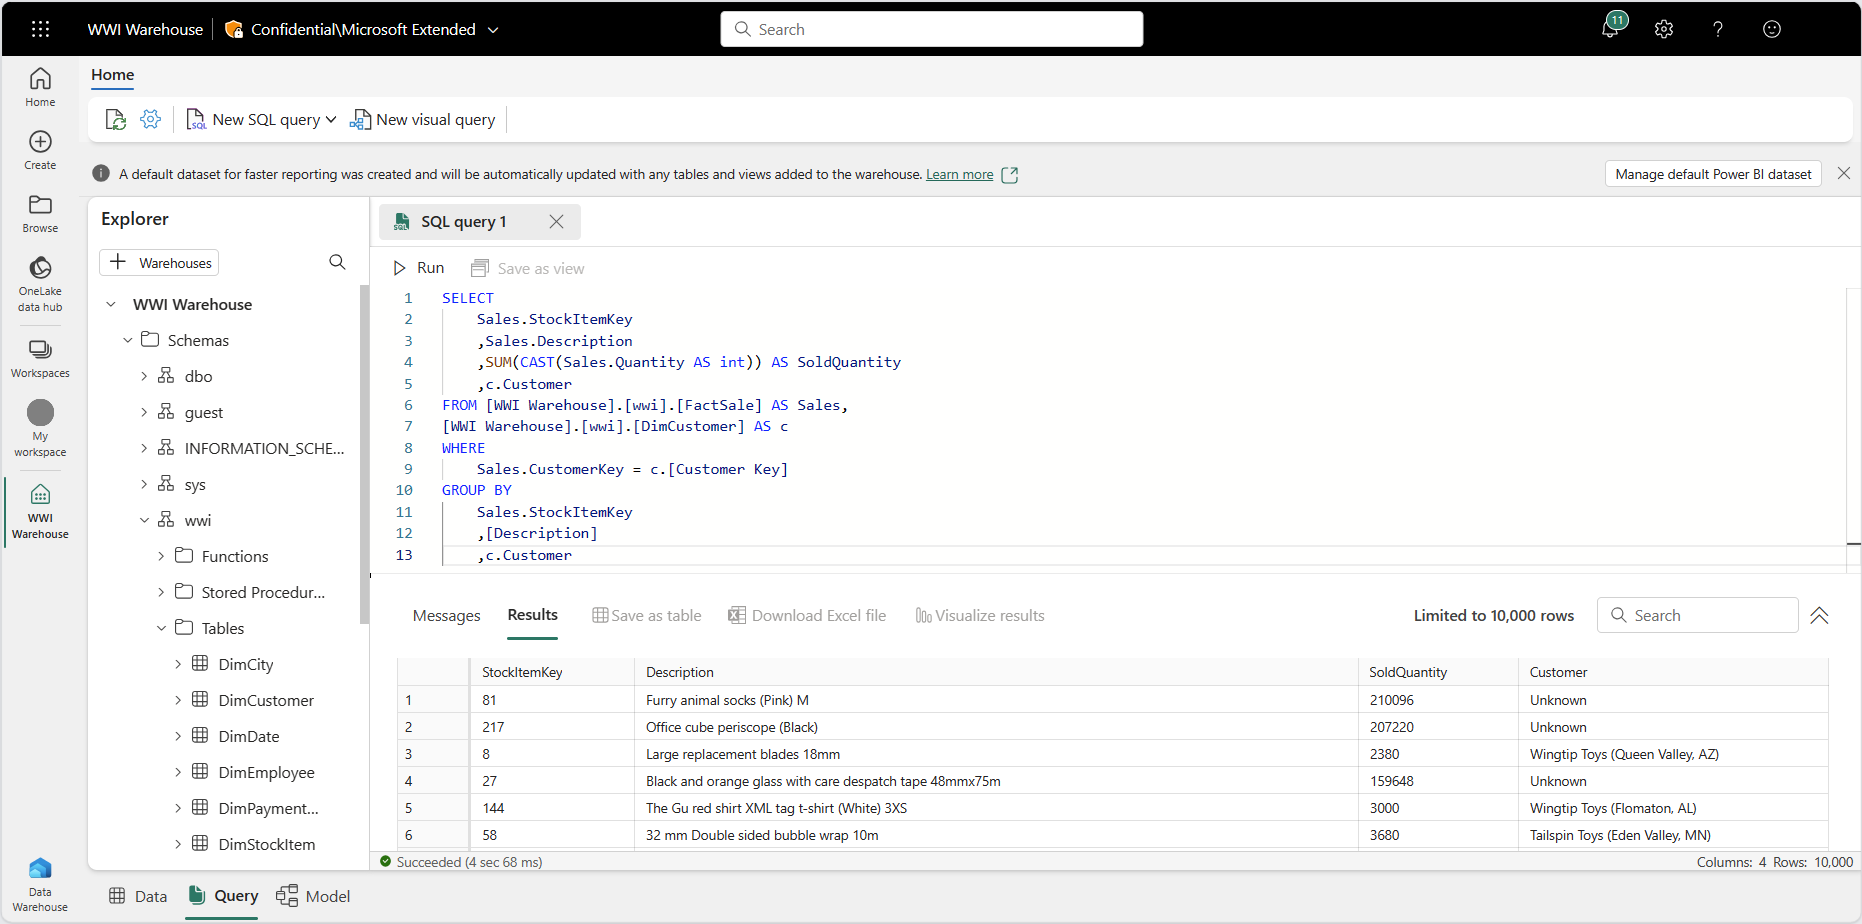 WWI Warehouse
Confidential\Microsoft Extended
Search
11
?
Home
Create
Browse
OneLake
data hub
Workspaces
My
workspace
WWI
Warehouse
Data
Warehouse
Home
New SQL query
New visual query
A default dataset for faster reporting was created and will be automatically updated with any tables and views added to the warehouse. Learn more
Manage default Power BI dataset
Explorer
Warehouses
WWI Warehouse
Schemas
dbo
guest
INFORMATION_SCHE...
sys
wwi
Functions
Stored Procedur...
Tables
DimCity
DimCustomer
DimDate
DimEmployee
DimPayment...
DimStockItem
SQL
SQL query 1
Run
Save as view
1 SELECT
2 Sales.StockItemKey
3 ,Sales.Description
4 ,SUM(CAST(Sales.Quantity AS int)) AS SoldQuantity
5 ,c.Customer
6 FROM [WWI Warehouse].[wwi].[FactSale] AS Sales,
7 [WWI Warehouse].[wwi].[DimCustomer] AS c
8 WHERE
9 Sales.CustomerKey = c.[Customer Key]
10 GROUP BY
11 Sales.StockItemKey
12 ,[Description]
13 ,c.Customer
Messages
Results
Save as table
Download Excel file
Visualize results
Limited to 10,000 rows
Search
StockItemKey Description SoldQuantity Customer
1 81 Furry animal socks (Pink) M 210096 Unknown
2 217 Office cube periscope (Black) 207220 Unknown
3 8 Large replacement blades 18mm 2380 Wingtip Toys (Queen Valley, AZ)
4 27 Black and orange glass with care despatch tape 48mmx75m 159648 Unknown
5 144 The Gu red shirt XML tag t-shirt (White) 3XS 3000 Wingtip Toys (Flomaton, AL)
6 58 32 mm Double sided bubble wrap 10m 3680 Tailspin Toys (Eden Valley, MN)
Succeeded (4 sec 68 ms)
Columns: 4 Rows: 10,000
Data
Query
Model